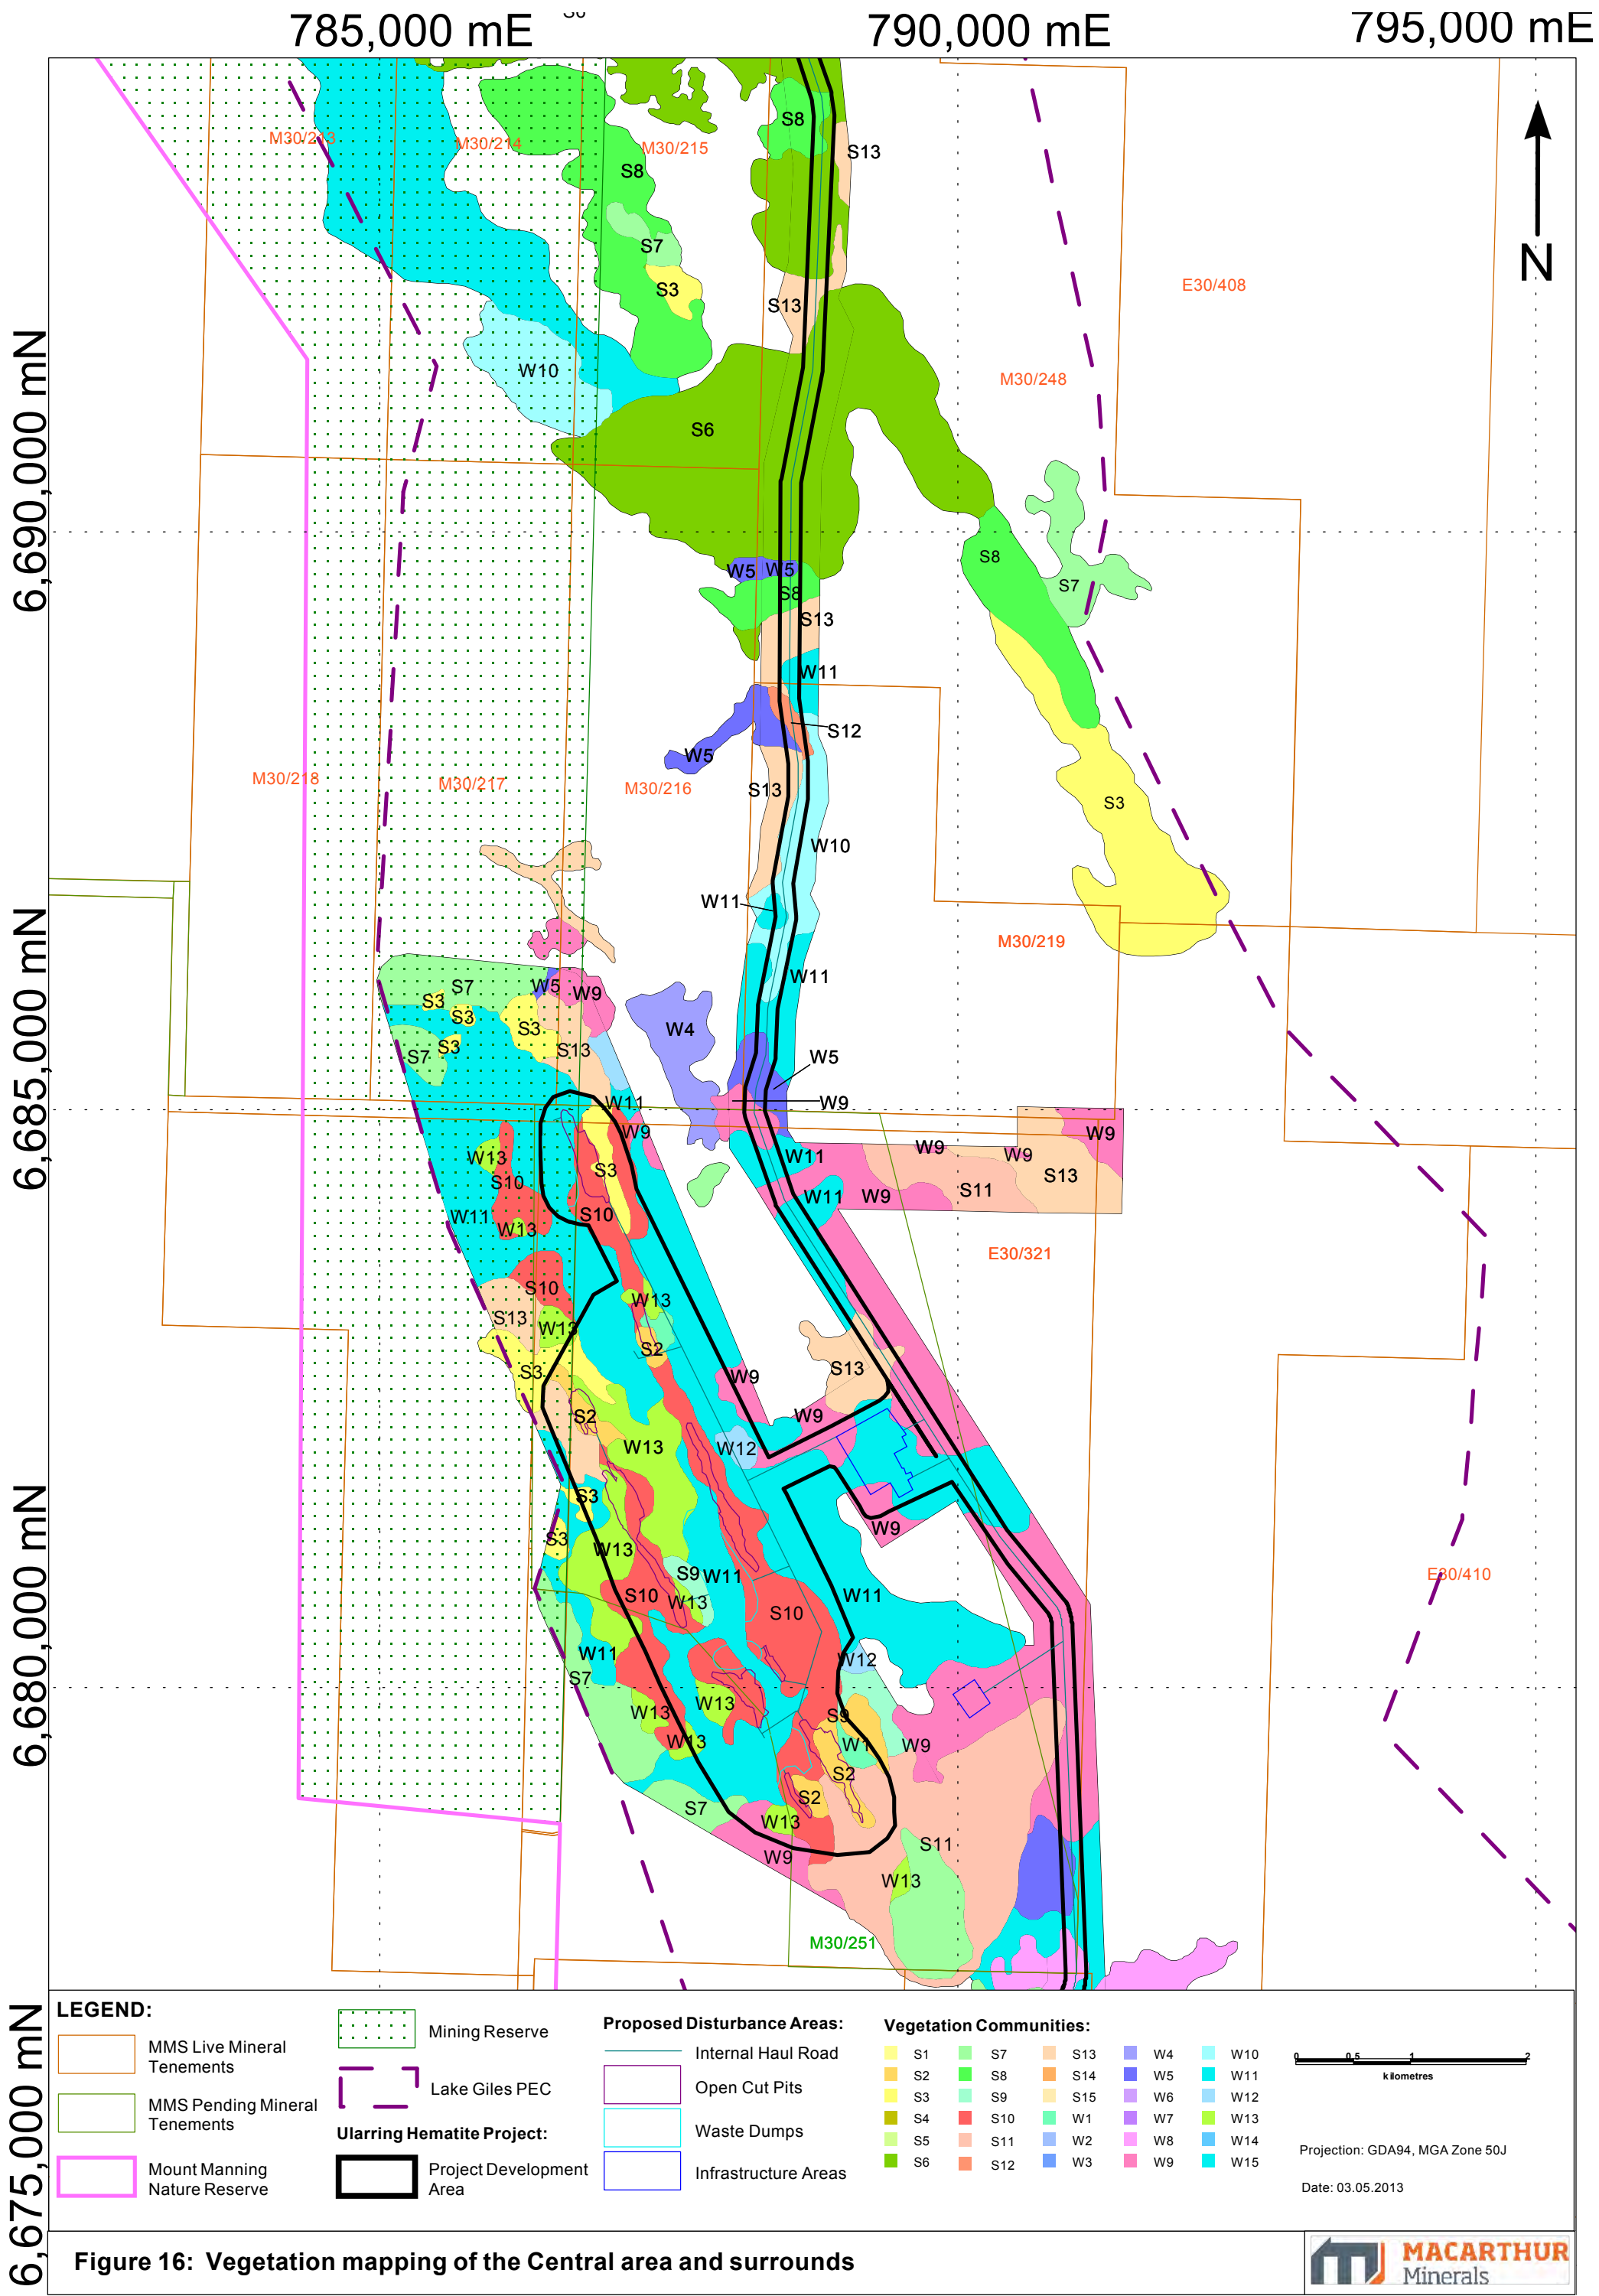 785,000 mE
790,000 mE
795,000 mE
M30/213
M30/214
M30/215
S8
S13
S8
N
S7
S3
S13
E30/408
6,690,000 mN
W10
M30/248
S6
W5
W5
S8
S8
S7
S13
W11
S12
W5
M30/218
M30/217
M30/216
S13
S3
W10
W11
M30/219
6,685,000 mN
W11
S7
W5
W9
S3
S3
S3
W4
S3
S13
S7
W5
W11
W9
W9
W9
W9
W9
W13
S3
W11
S13
S10
W11
W9
S11
W11
S10
W13
E30/321
S10
W13
S13
W13
S2
S3
W9
S13
S2
W9
W13
W12
S3
W9
6,680,000 mN
S3
W13
S9
W11
E30/410
S10
W13
W11
S10
W11
W12
S7
W13
W13
S9
W13
W1
W9
S2
S2
S7
W13
S11
W9
W13
M30/251
6,675,000 mN
LEGEND:
MMS Live Mineral
Tenements
MMS Pending Mineral
Tenements
Mount Manning
Nature Reserve
Mining Reserve
Lake Giles PEC
Ularring Hematite Project:
Project Development
Area
Proposed Disturbance Areas:
Internal Haul Road
Open Cut Pits
Waste Dumps
Infrastructure Areas
Vegetation Communities:
S1
S2
S3
S4
S5
S6
S7
S8
S9
S10
S11
S12
S13
S14
S15
W1
W2
W3
W4
W5
W6
W7
W8
W9
W10
W11
W12
W13
W14
W15
0 0.5 1 2
kilometres
Projection: GDA94, MGA Zone 50J
Date: 03.05.2013
Figure 16: Vegetation mapping of the Central area and surrounds
MACARTHUR
Minerals